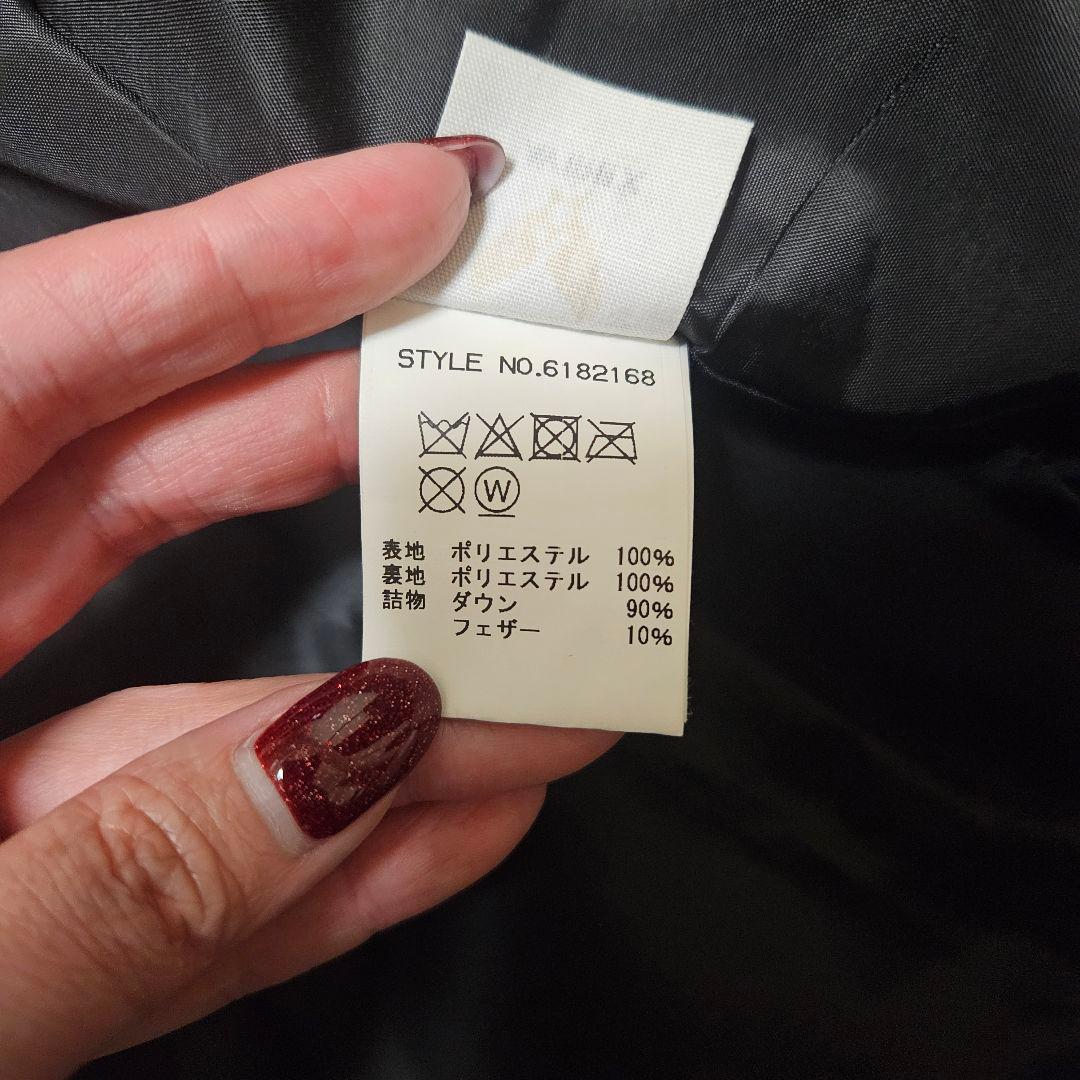 STYLE NO.6182168
W
表地 ポリエステル 100%
裏地 ポリエステル 100%
詰物 ダウン 90%
フェザー 10%